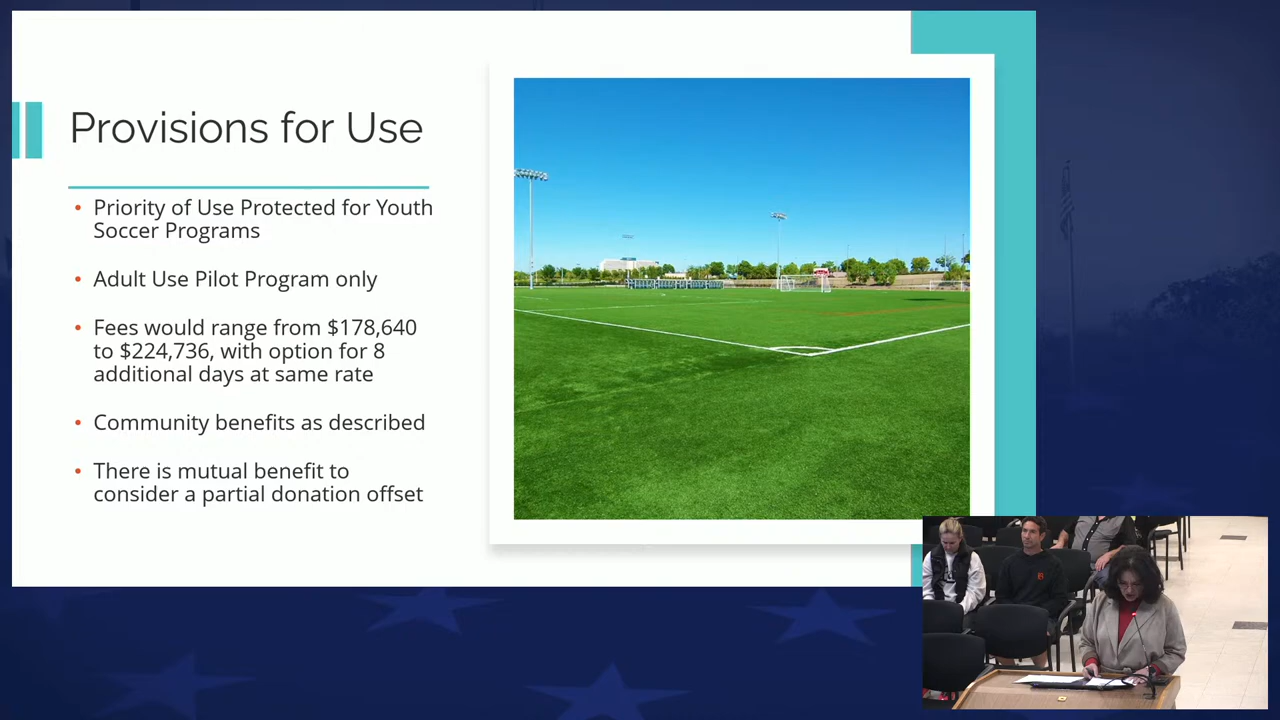 Provisions for Use
• Priority of Use Protected for Youth
Soccer Programs
• Adult Use Pilot Program only
• Fees would range from $178,640
to $224,736, with option for 8
additional days at same rate
• Community benefits as described
• There is mutual benefit to
consider a partial donation offset